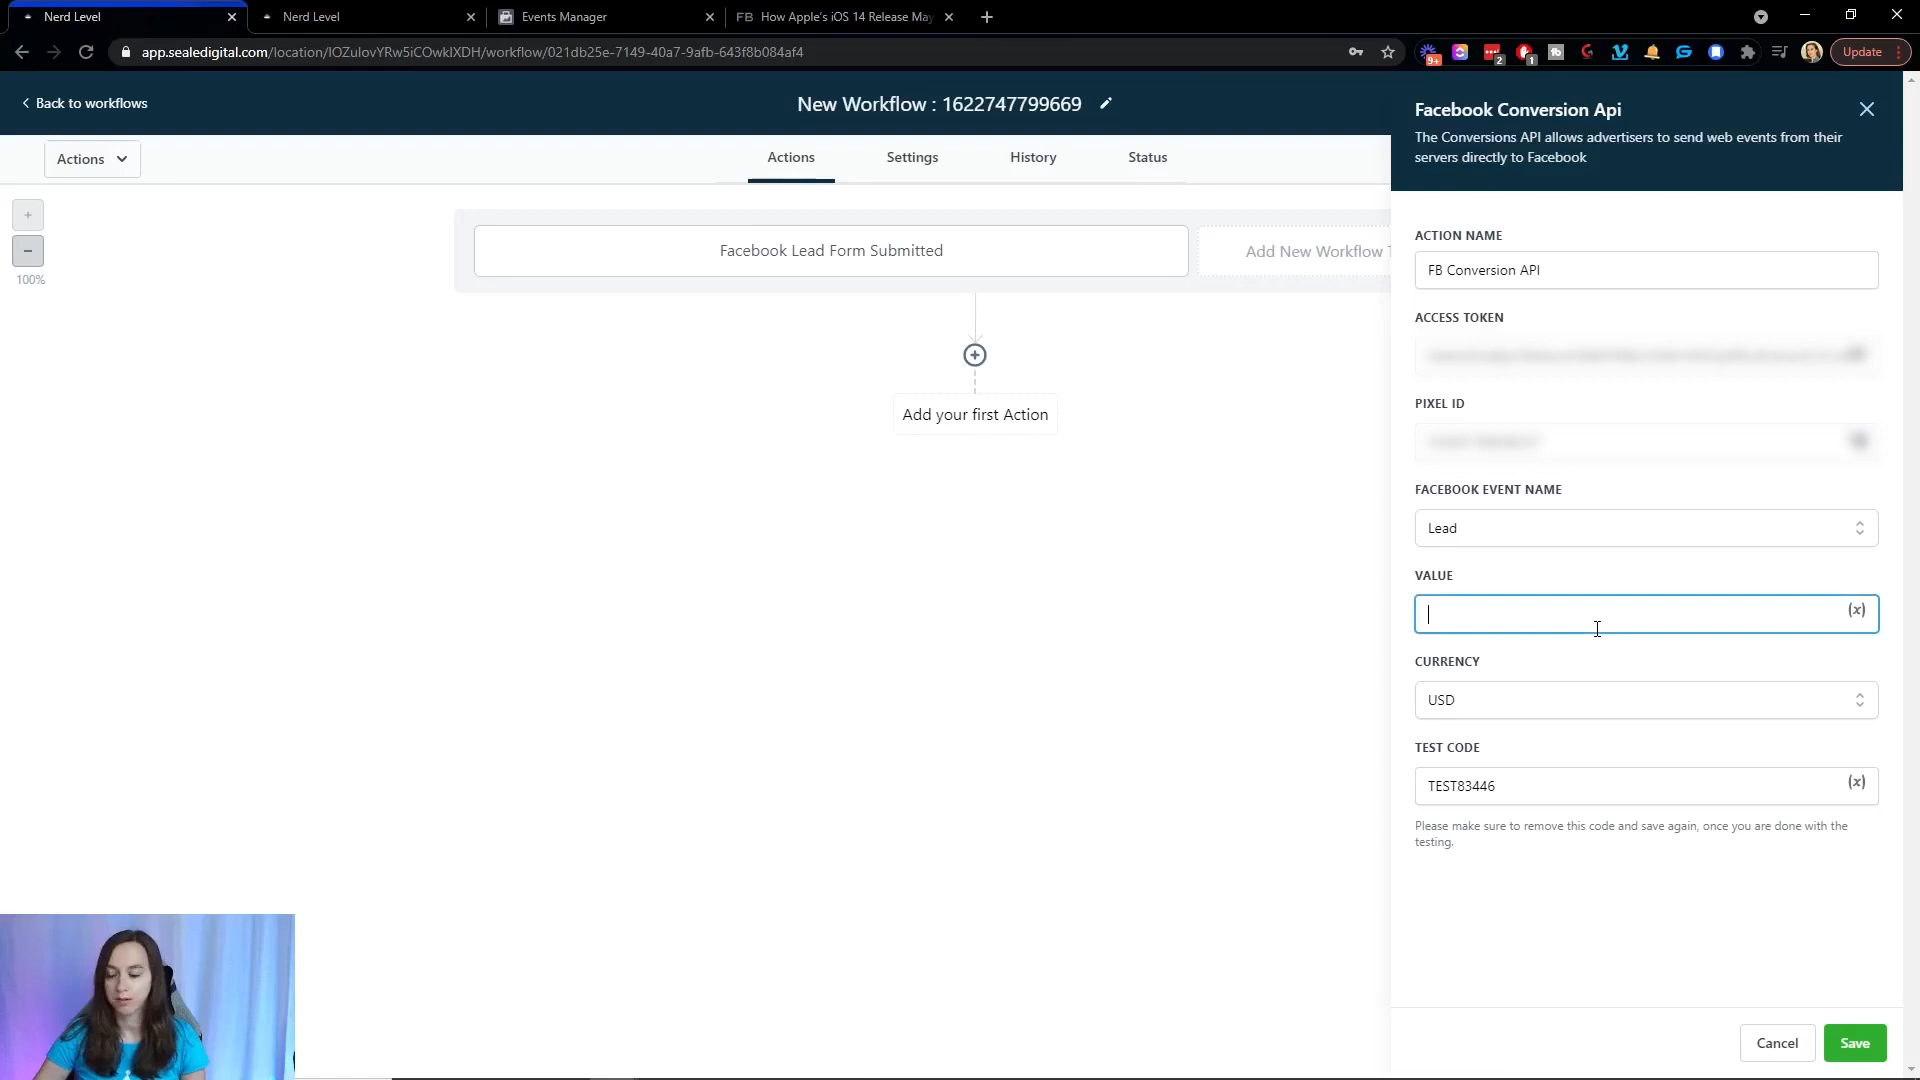 Nerd Level
Nerd Level
Events Manager
FB How Apple's iOS 14 Release May
app.sealedigital.com/location/IOZulovYRw5iCOwkIXDH/workflow/021db25e-7149-40a7-9afb-643f8b084af4
9+
2
1
Update
Back to workflows
New Workflow : 1622747799669
Actions
Actions
Settings
History
Status
100%
Facebook Lead Form Submitted
Add New Workflow T
Add your first Action
Facebook Conversion Api
The Conversions API allows advertisers to send web events from their
servers directly to Facebook
ACTION NAME
FB Conversion API
ACCESS TOKEN
PIXEL ID
FACEBOOK EVENT NAME
Lead
VALUE
(x)
CURRENCY
USD
TEST CODE
TEST83446
(x)
Please make sure to remove this code and save again, once you are done with the
testing.
Cancel
Save